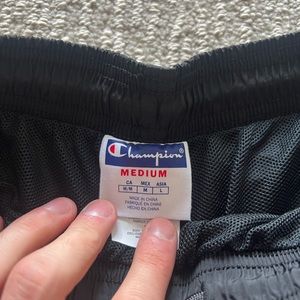 Champion
MEDIUM
CA MEX ASIA
M/M M L
MADE IN CHINA
FABRIQUÉ EN CHINE
HECHO EN CHINA